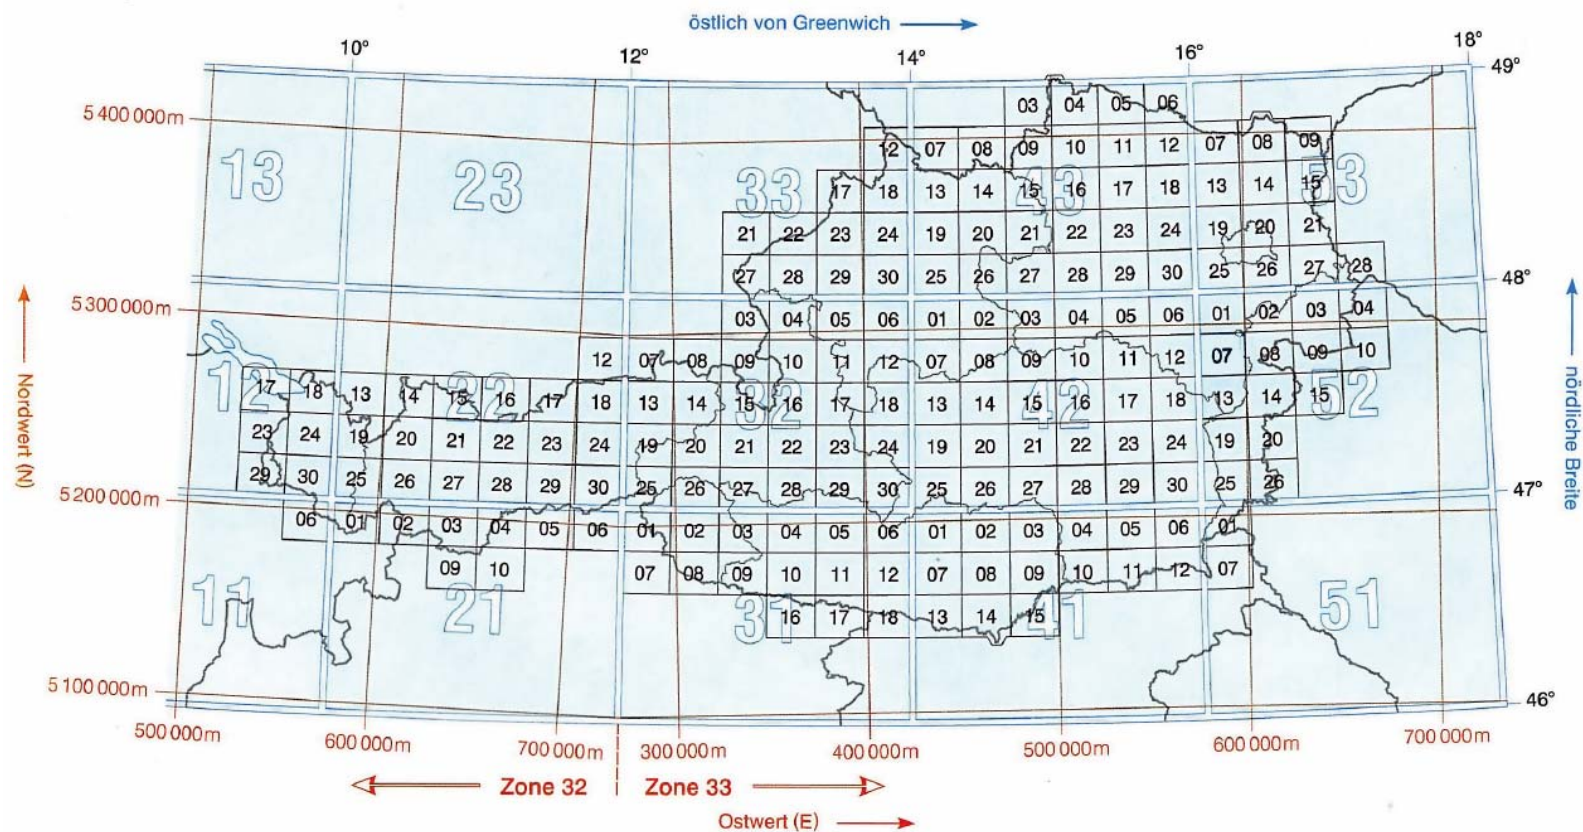 östlich von Greenwich
10° 12° 14° 16° 18°
49°
03 04 05 06
5 400 000m
12 07 08 09 10 11 12 07 08 09
13 23 33 43 53
17 18 13 14 15 16 17 18 13 14 15
21 22 23 24 19 20 21 22 23 24 19 20 21
27 28 29 30 25 26 27 28 29 30 25 26 27 28
48°
5 300 000m
03 04 05 06 01 02 03 04 05 06 01 02 03 04
12 07 08 09 10 11 12 07 08 09 10 11 12 07 08 09 10
12 22 32 42 52
17 18 13 14 15 16 17 18 13 14 15 16 17 18 13 14 15 16 17 18 13 14 15
23 24 19 20 21 22 23 24 19 20 21 22 23 24 19 20 21 22 23 24 19 20
29 30 25 26 27 28 29 30 25 26 27 28 29 30 25 26 27 28 29 30 25 26
47°
5 200 000m
06 01 02 03 04 05 06 01 02 03 04 05 06 01 02 03 04 05 06 01
09 10 07 08 09 10 11 12 07 08 09 10 11 12 07
11 21 31 41 51
16 17 18 13 14 15
5 100 000m
46°
500 000m 600 000m 700 000m 300 000m 400 000m 500 000m 600 000m 700 000m
Zone 32 Zone 33
Ostwert (E)
Nordwert (N)
nördliche Breite